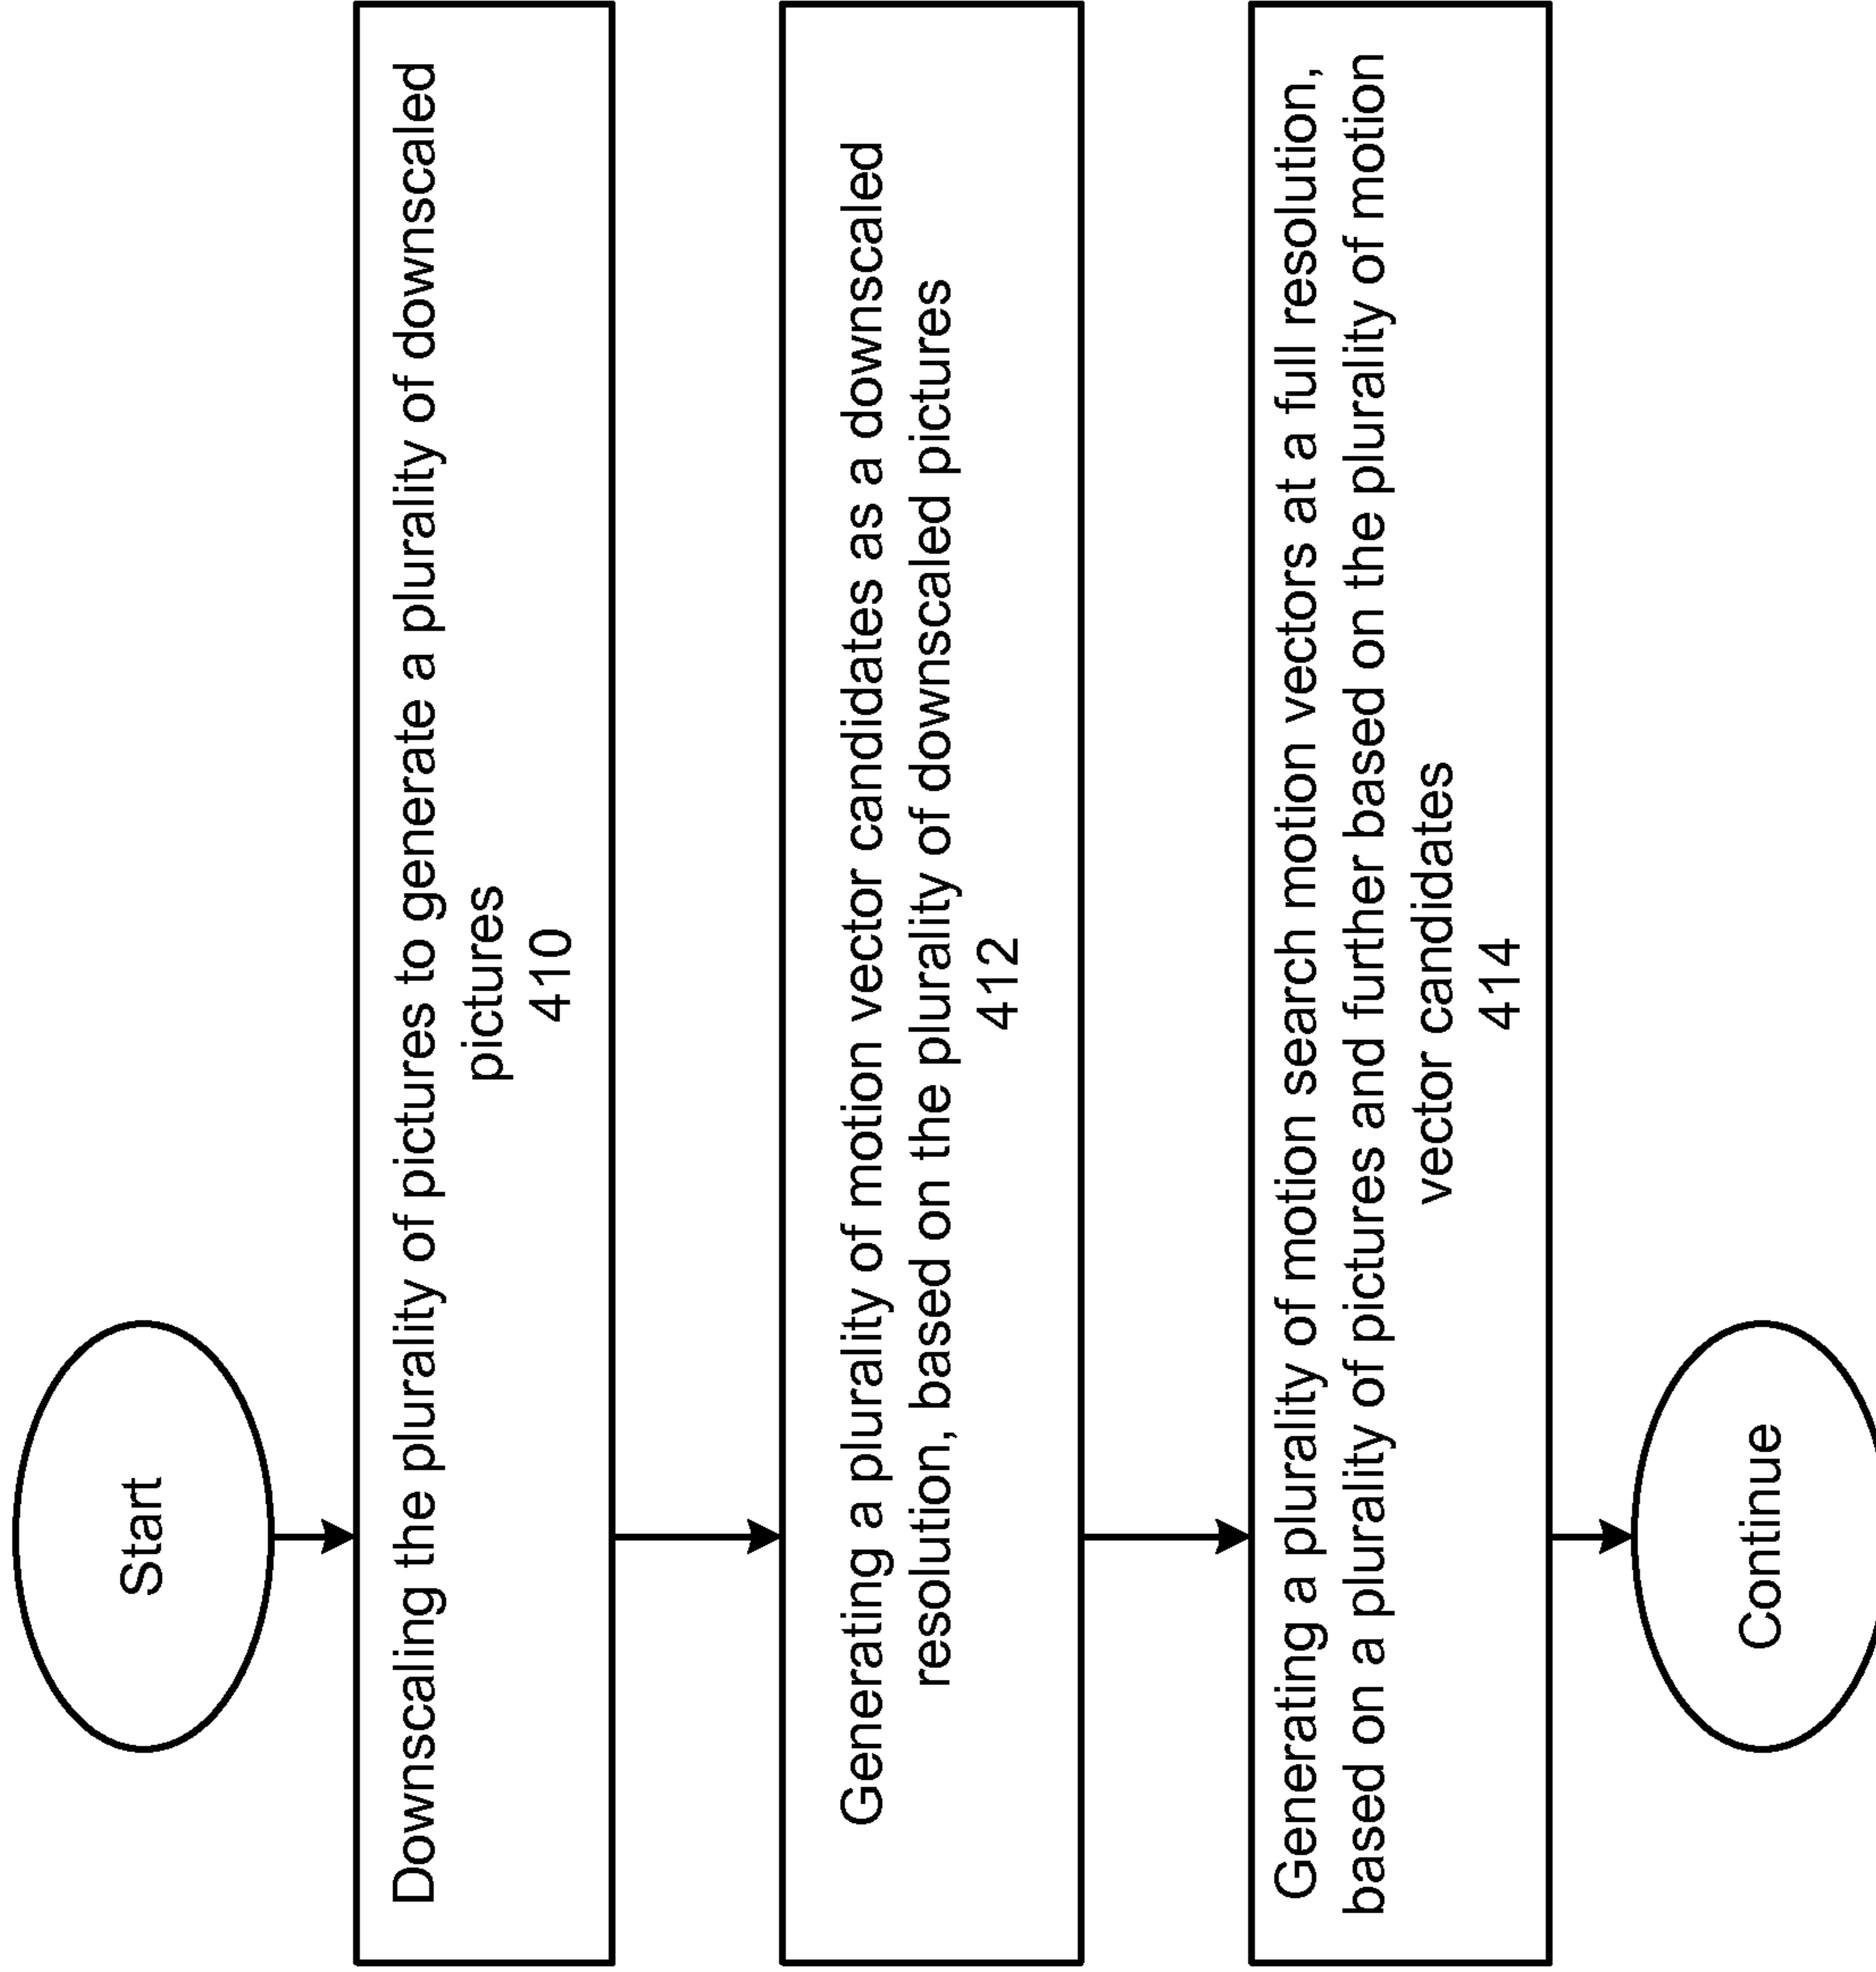 Start
Downscaling the plurality of pictures to generate a plurality of downscaled
pictures
410
Generating a plurality of motion vector candidates as a downscaled
resolution, based on the plurality of downscaled pictures
412
Generating a plurality of motion search motion vectors at a full resolution,
based on a plurality of pictures and further based on the plurality of motion
vector candidates
414
Continue